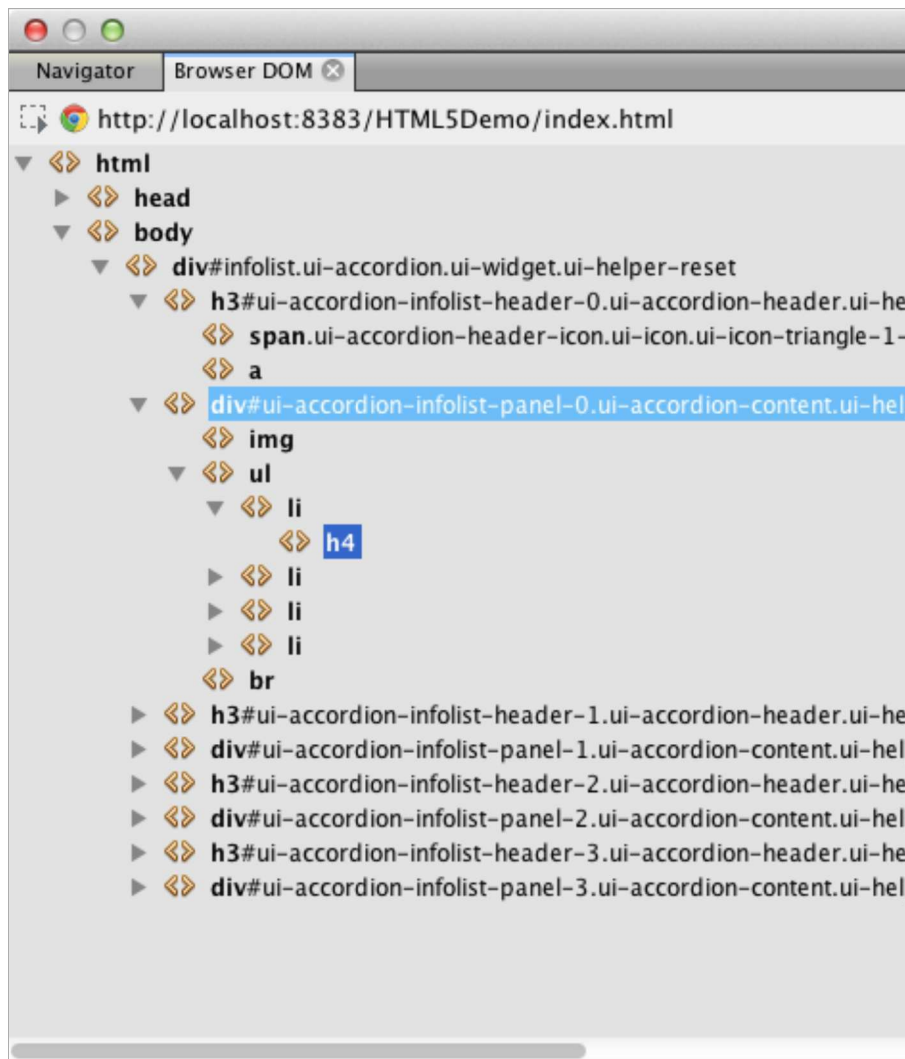 Navigator Browser DOM
http://localhost:8383/HTML5Demo/index.html
html
head
body
div#infolist.ui-accordion.ui-widget.ui-helper-reset
h3#ui-accordion-infolist-header-0.ui-accordion-header.ui-he
span.ui-accordion-header-icon.ui-icon.ui-icon-triangle-1-
a
div#ui-accordion-infolist-panel-0.ui-accordion-content.ui-hel
img
ul
li
h4
li
li
li
br
h3#ui-accordion-infolist-header-1.ui-accordion-header.ui-he
div#ui-accordion-infolist-panel-1.ui-accordion-content.ui-hel
h3#ui-accordion-infolist-header-2.ui-accordion-header.ui-he
div#ui-accordion-infolist-panel-2.ui-accordion-content.ui-hel
h3#ui-accordion-infolist-header-3.ui-accordion-header.ui-he
div#ui-accordion-infolist-panel-3.ui-accordion-content.ui-hel